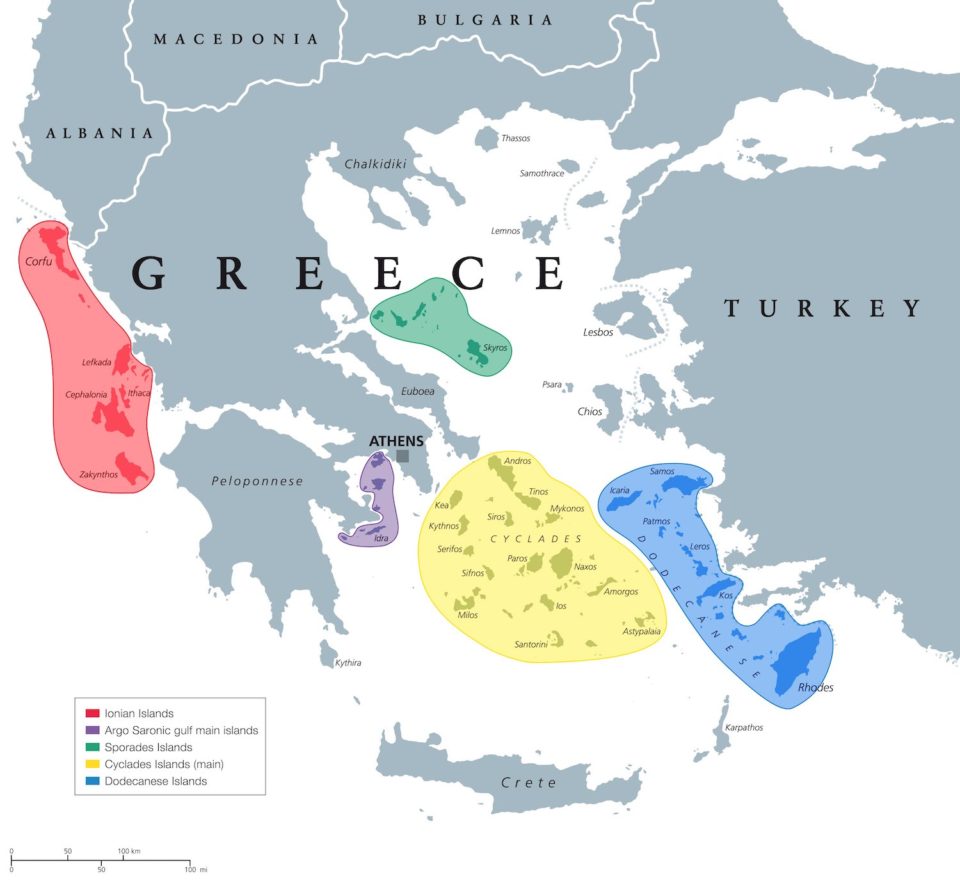 BULGARIA
MACEDONIA
ALBANIA
Thassos
Chalkidiki
Samothrace
Lemnos
Corfu
GREECE
TURKEY
Lesbos
Skyros
Lefkada
Cephalonia
Ithaca
Euboea
Psara
Chios
ATHENS
Zakynthos
Peloponnese
Idra
Andros
Tinos
Kea
Siros
Mykonos
Kythnos
CYCLADES
Serifos
Paros
Naxos
Sifnos
Amorgos
Milos
Ios
Santorini
Astypalaia
Samos
Icaria
Patmos
Leros
DODECANESE
Kos
Rhodes
Kythira
Karpathos
Crete
Ionian Islands
Argo Saronic gulf main islands
Sporades Islands
Cyclades Islands (main)
Dodecanese Islands
0 50 100 km
0 50 100 mi